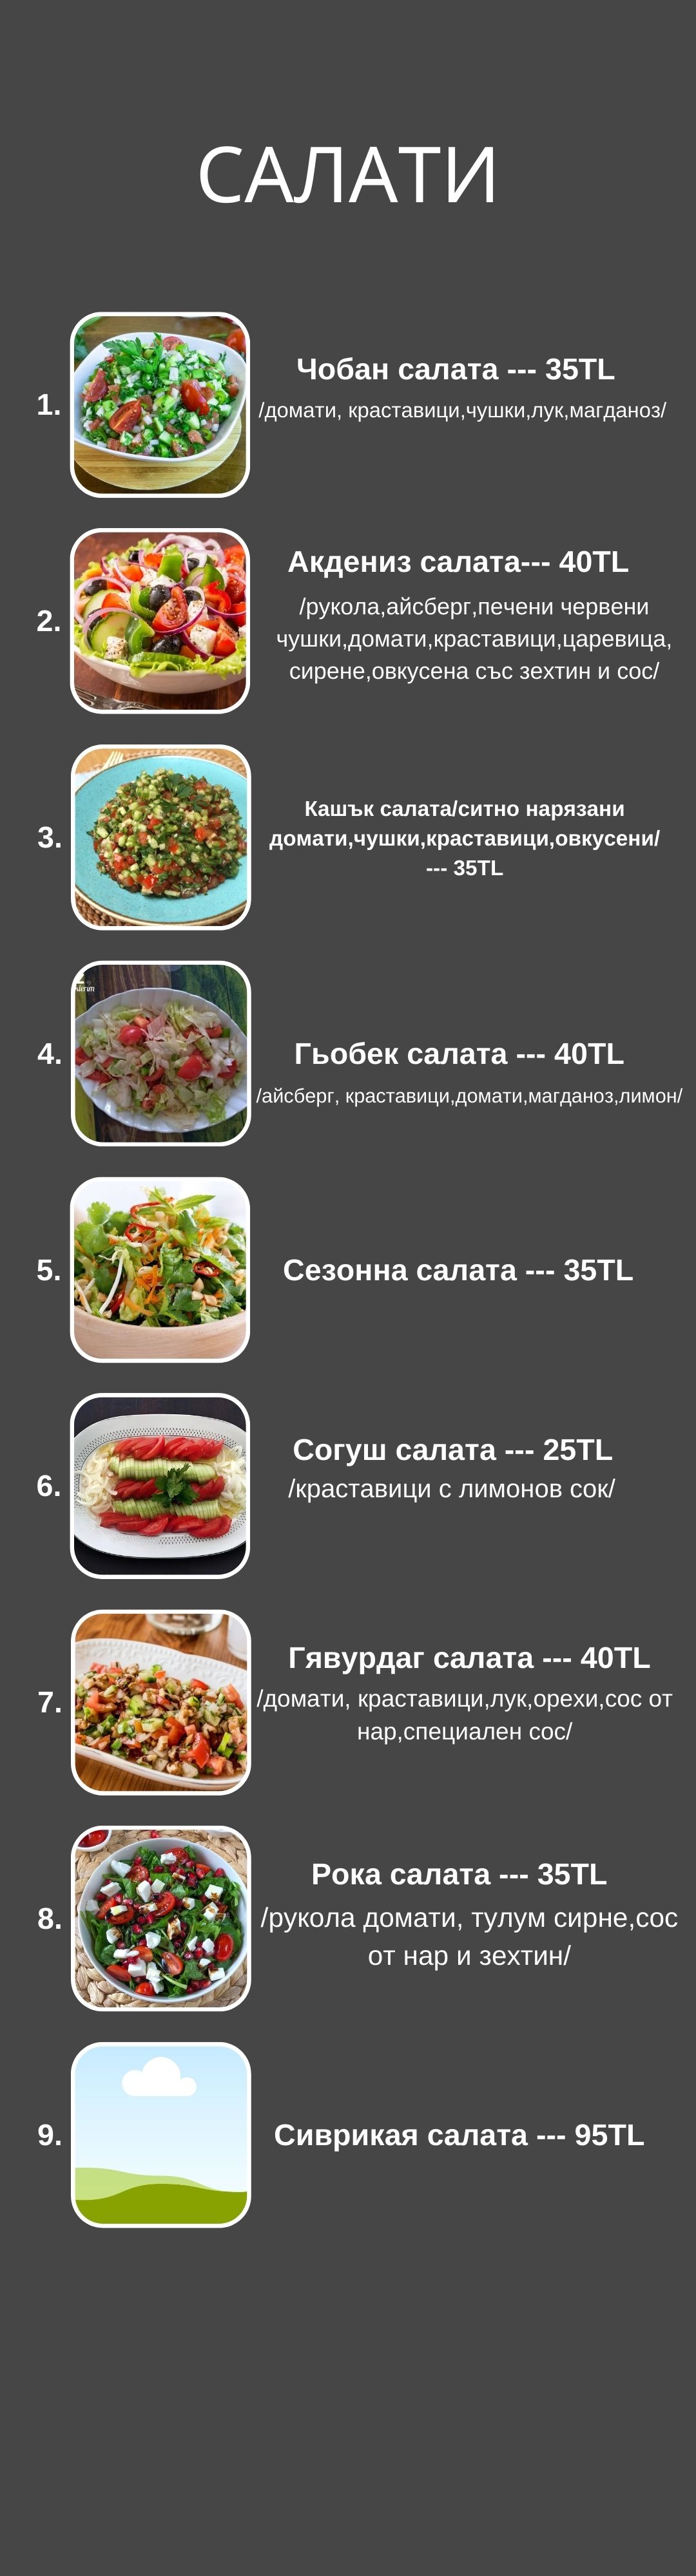 САЛАТИ
1.
Чобан салата --- 35TL
/домати, краставици,чушки,лук,магданоз/
2.
Акдениз салата--- 40TL
/рукола,айсберг,печени червени
чушки,домати,краставици,царевица,
сирене,овкусена със зехтин и сос/
3.
Кашък салата/ситно нарязани
домати,чушки,краставици,овкусени/
--- 35TL
4.
Гьобек салата --- 40TL
/айсберг, краставици,домати,магданоз,лимон/
5.
Сезонна салата --- 35TL
6.
Согуш салата --- 25TL
/краставици с лимонов сок/
7.
Гявурдаг салата --- 40TL
/домати, краставици,лук,орехи,сос от
нар,специален сос/
8.
Рока салата --- 35TL
/рукола домати, тулум сирне,сос
от нар и зехтин/
9.
Сиврикая салата --- 95TL